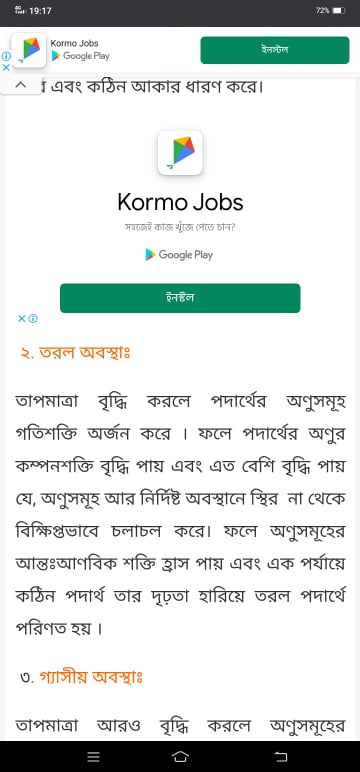 19:17
72%
Kormo Jobs
Google Play
ইনস্টল
এবং কঠিন আকার ধারণ করে।
Kormo Jobs
সহজেই কাজ খুঁজে পেতে চান?
Google Play
ইনস্টল
২. তরল অবস্থাঃ
তাপমাত্রা বৃদ্ধি করলে পদার্থের অণুসমূহ
গতিশক্তি অর্জন করে । ফলে পদার্থের অণুর
কম্পনশক্তি বৃদ্ধি পায় এবং এত বেশি বৃদ্ধি পায়
যে, অণুসমূহ আর নির্দিষ্ট অবস্থানে স্থির না থেকে
বিক্ষিপ্তভাবে চলাচল করে। ফলে অণুসমূহের
আন্তঃআণবিক শক্তি হ্রাস পায় এবং এক পর্যায়ে
কঠিন পদার্থ তার দৃঢ়তা হারিয়ে তরল পদার্থে
পরিণত হয় ।
৩. গ্যাসীয় অবস্থাঃ
তাপমাত্রা আরও বৃদ্ধি করলে অণুসমূহের